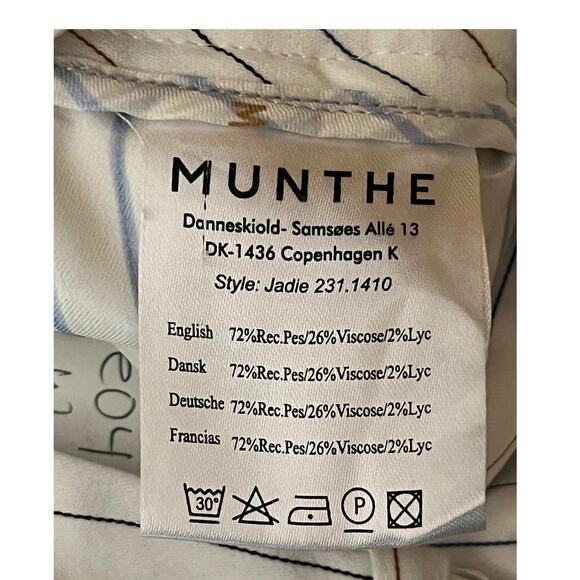 MUNTHE
Danneskiold- Samsøes Allé 13
DK-1436 Copenhagen K
Style: Jadie 231.1410
English 72%Rec.Pes/26%Viscose/2%Lyc
Dansk 72%Rec.Pes/26%Viscose/2%Lyc
Deutsche 72%Rec.Pes/26%Viscose/2%Lyc
Francias 72%Rec.Pes/26%Viscose/2%Lyc
30° P
204